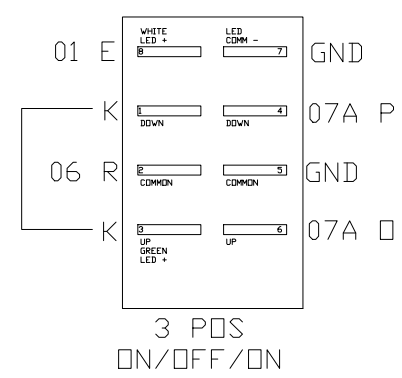 WHITE LED + LED COMM -
01 E 8 7 GND
K 1 4 07A P
DOWN DOWN
06 R 2 5 GND
COMMON COMMON
K 3 6 07A O
UP GREEN LED + UP
3 POS
ON/OFF/ON